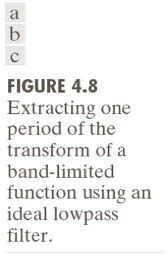 a
b
c
FIGURE 4.8
Extracting one
period of the
transform of a
band-limited
function using an
ideal lowpass
filter.